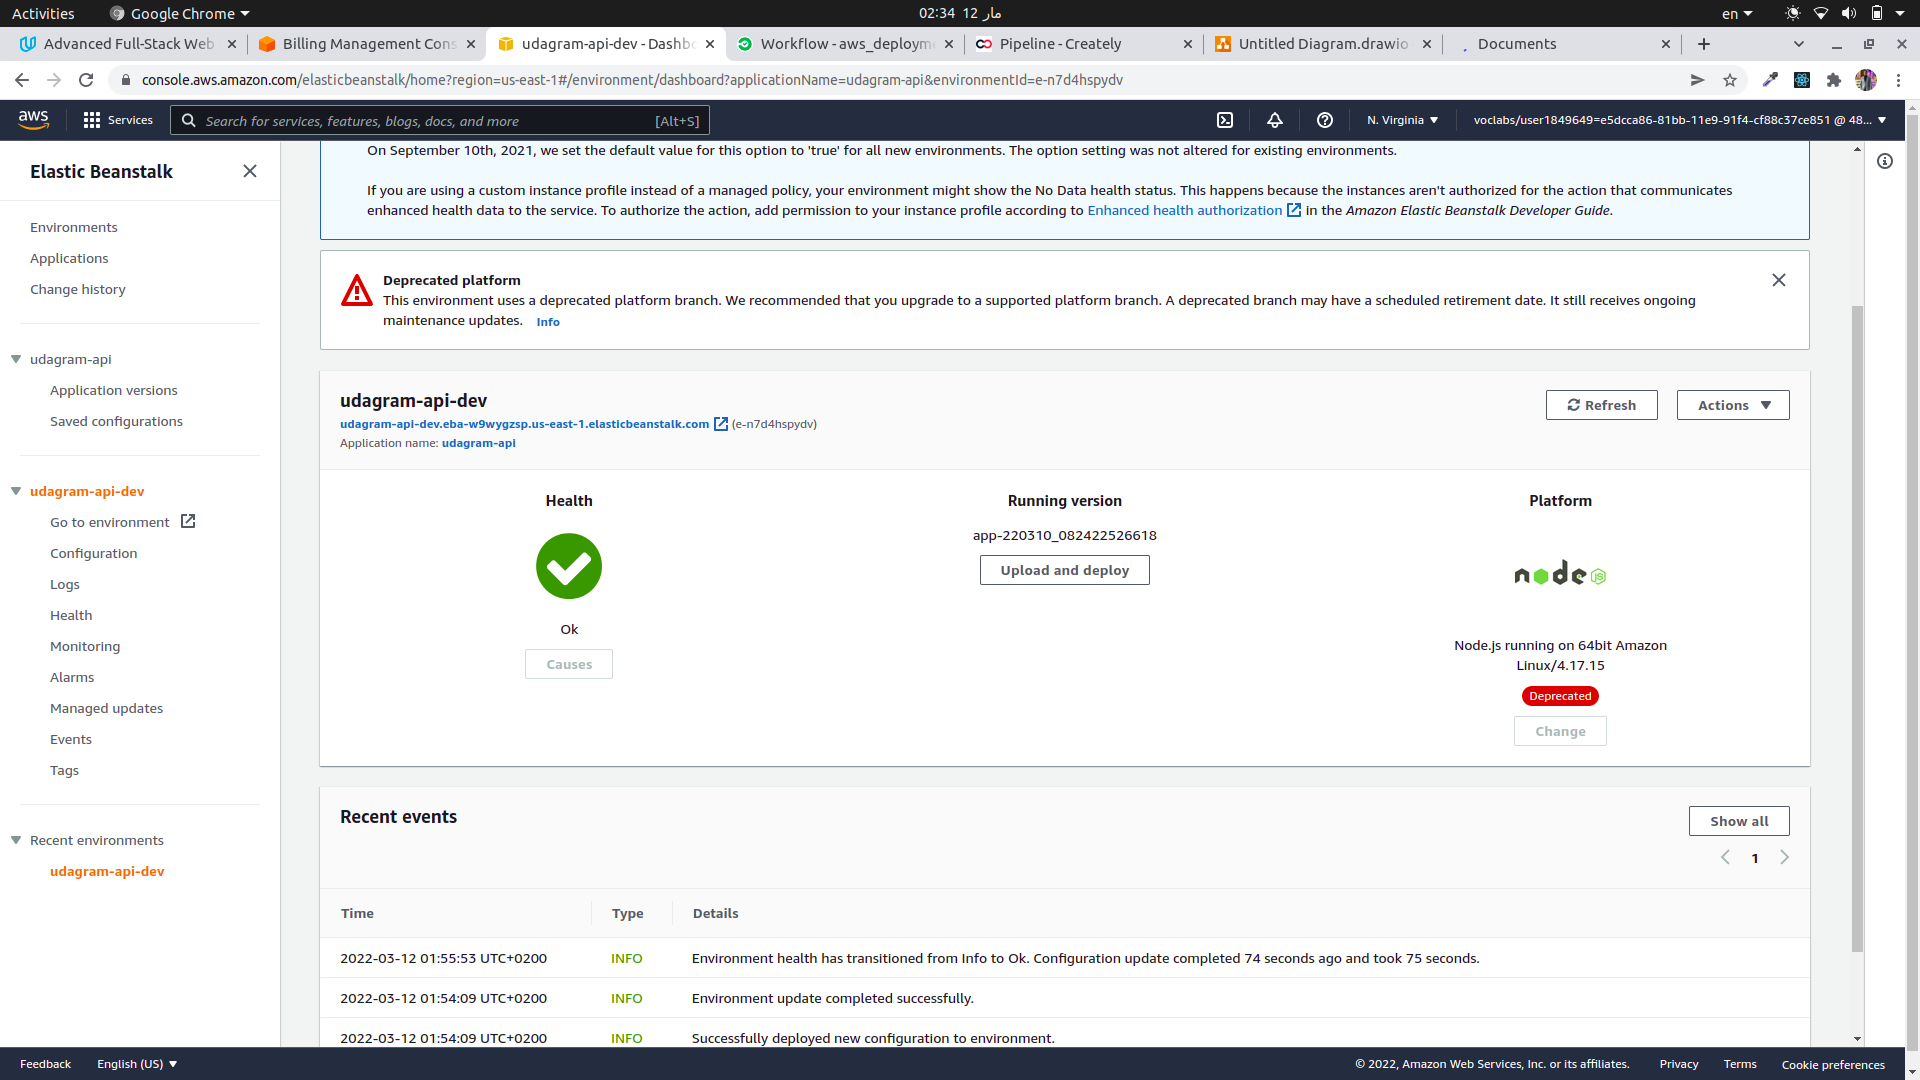 Activities
Google Chrome
02:34 12 مار
en
Advanced Full-Stack Web
Billing Management Cons
udagram-api-dev - Dashbo
Workflow - aws_deployme
Pipeline - Creately
Untitled Diagram.drawio
Documents
console.aws.amazon.com/elasticbeanstalk/home?region=us-east-1#/environment/dashboard?applicationName=udagram-api&environmentId=e-n7d4hspydv
aws
Services
Search for services, features, blogs, docs, and more
[Alt+S]
N. Virginia
voclabs/user1849649=e5dcca86-81bb-11e9-91f4-cf88c37ce851 @ 48...
Elastic Beanstalk
Environments
Applications
Change history
udagram-api
Application versions
Saved configurations
udagram-api-dev
Go to environment
Configuration
Logs
Health
Monitoring
Alarms
Managed updates
Events
Tags
Recent environments
udagram-api-dev
On September 10th, 2021, we set the default value for this option to 'true' for all new environments. The option setting was not altered for existing environments.
If you are using a custom instance profile instead of a managed policy, your environment might show the No Data health status. This happens because the instances aren't authorized for the action that communicates
enhanced health data to the service. To authorize the action, add permission to your instance profile according to Enhanced health authorization in the Amazon Elastic Beanstalk Developer Guide.
Deprecated platform
This environment uses a deprecated platform branch. We recommended that you upgrade to a supported platform branch. A deprecated branch may have a scheduled retirement date. It still receives ongoing
maintenance updates. Info
udagram-api-dev
udagram-api-dev.eba-w9wygzsp.us-east-1.elasticbeanstalk.com (e-n7d4hspydv)
Application name: udagram-api
Refresh
Actions
Health
Ok
Causes
Running version
app-220310_082422526618
Upload and deploy
Platform
node JS
Node.js running on 64bit Amazon
Linux/4.17.15
Deprecated
Change
Recent events
Show all
1
Time Type Details
2022-03-12 01:55:53 UTC+0200 INFO Environment health has transitioned from Info to Ok. Configuration update completed 74 seconds ago and took 75 seconds.
2022-03-12 01:54:09 UTC+0200 INFO Environment update completed successfully.
2022-03-12 01:54:09 UTC+0200 INFO Successfully deployed new configuration to environment.
Feedback
English (US)
© 2022, Amazon Web Services, Inc. or its affiliates.
Privacy
Terms
Cookie preferences